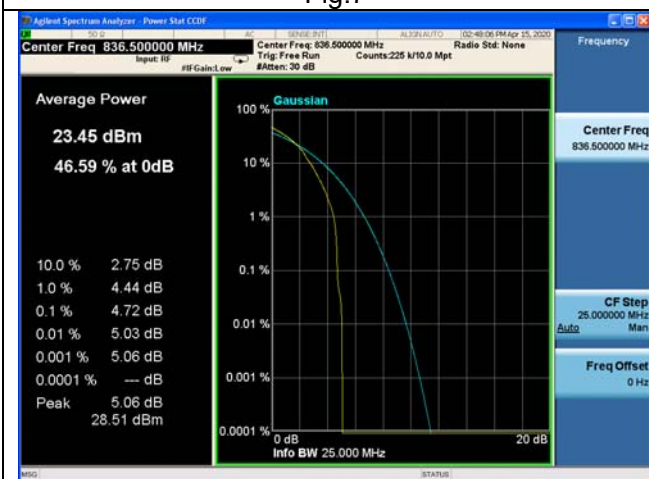 Agilent Spectrum Analyzer - Power Stat CCDF
50 Ω AC SENSE:INT ALIGN AUTO 02:48:06 PM Apr 15, 2020
Center Freq 836.500000 MHz
Input: RF
#IFGain:Low
Center Freq: 836.500000 MHz
Radio Std: None
Trig: Free Run
Counts:225 k/10.0 Mpt
#Atten: 30 dB
Frequency
Average Power
23.45 dBm
46.59 % at 0dB
10.0 % 2.75 dB
1.0 % 4.44 dB
0.1 % 4.72 dB
0.01 % 5.03 dB
0.001 % 5.06 dB
0.0001 % --- dB
Peak 5.06 dB
28.51 dBm
Gaussian
100 %
10 %
1 %
0.1 %
0.01 %
0.001 %
0.0001 %
0 dB
20 dB
Info BW 25.000 MHz
Center Freq
836.500000 MHz
CF Step
25.000000 MHz
Auto Man
Freq Offset
0 Hz
MSG
STATUS